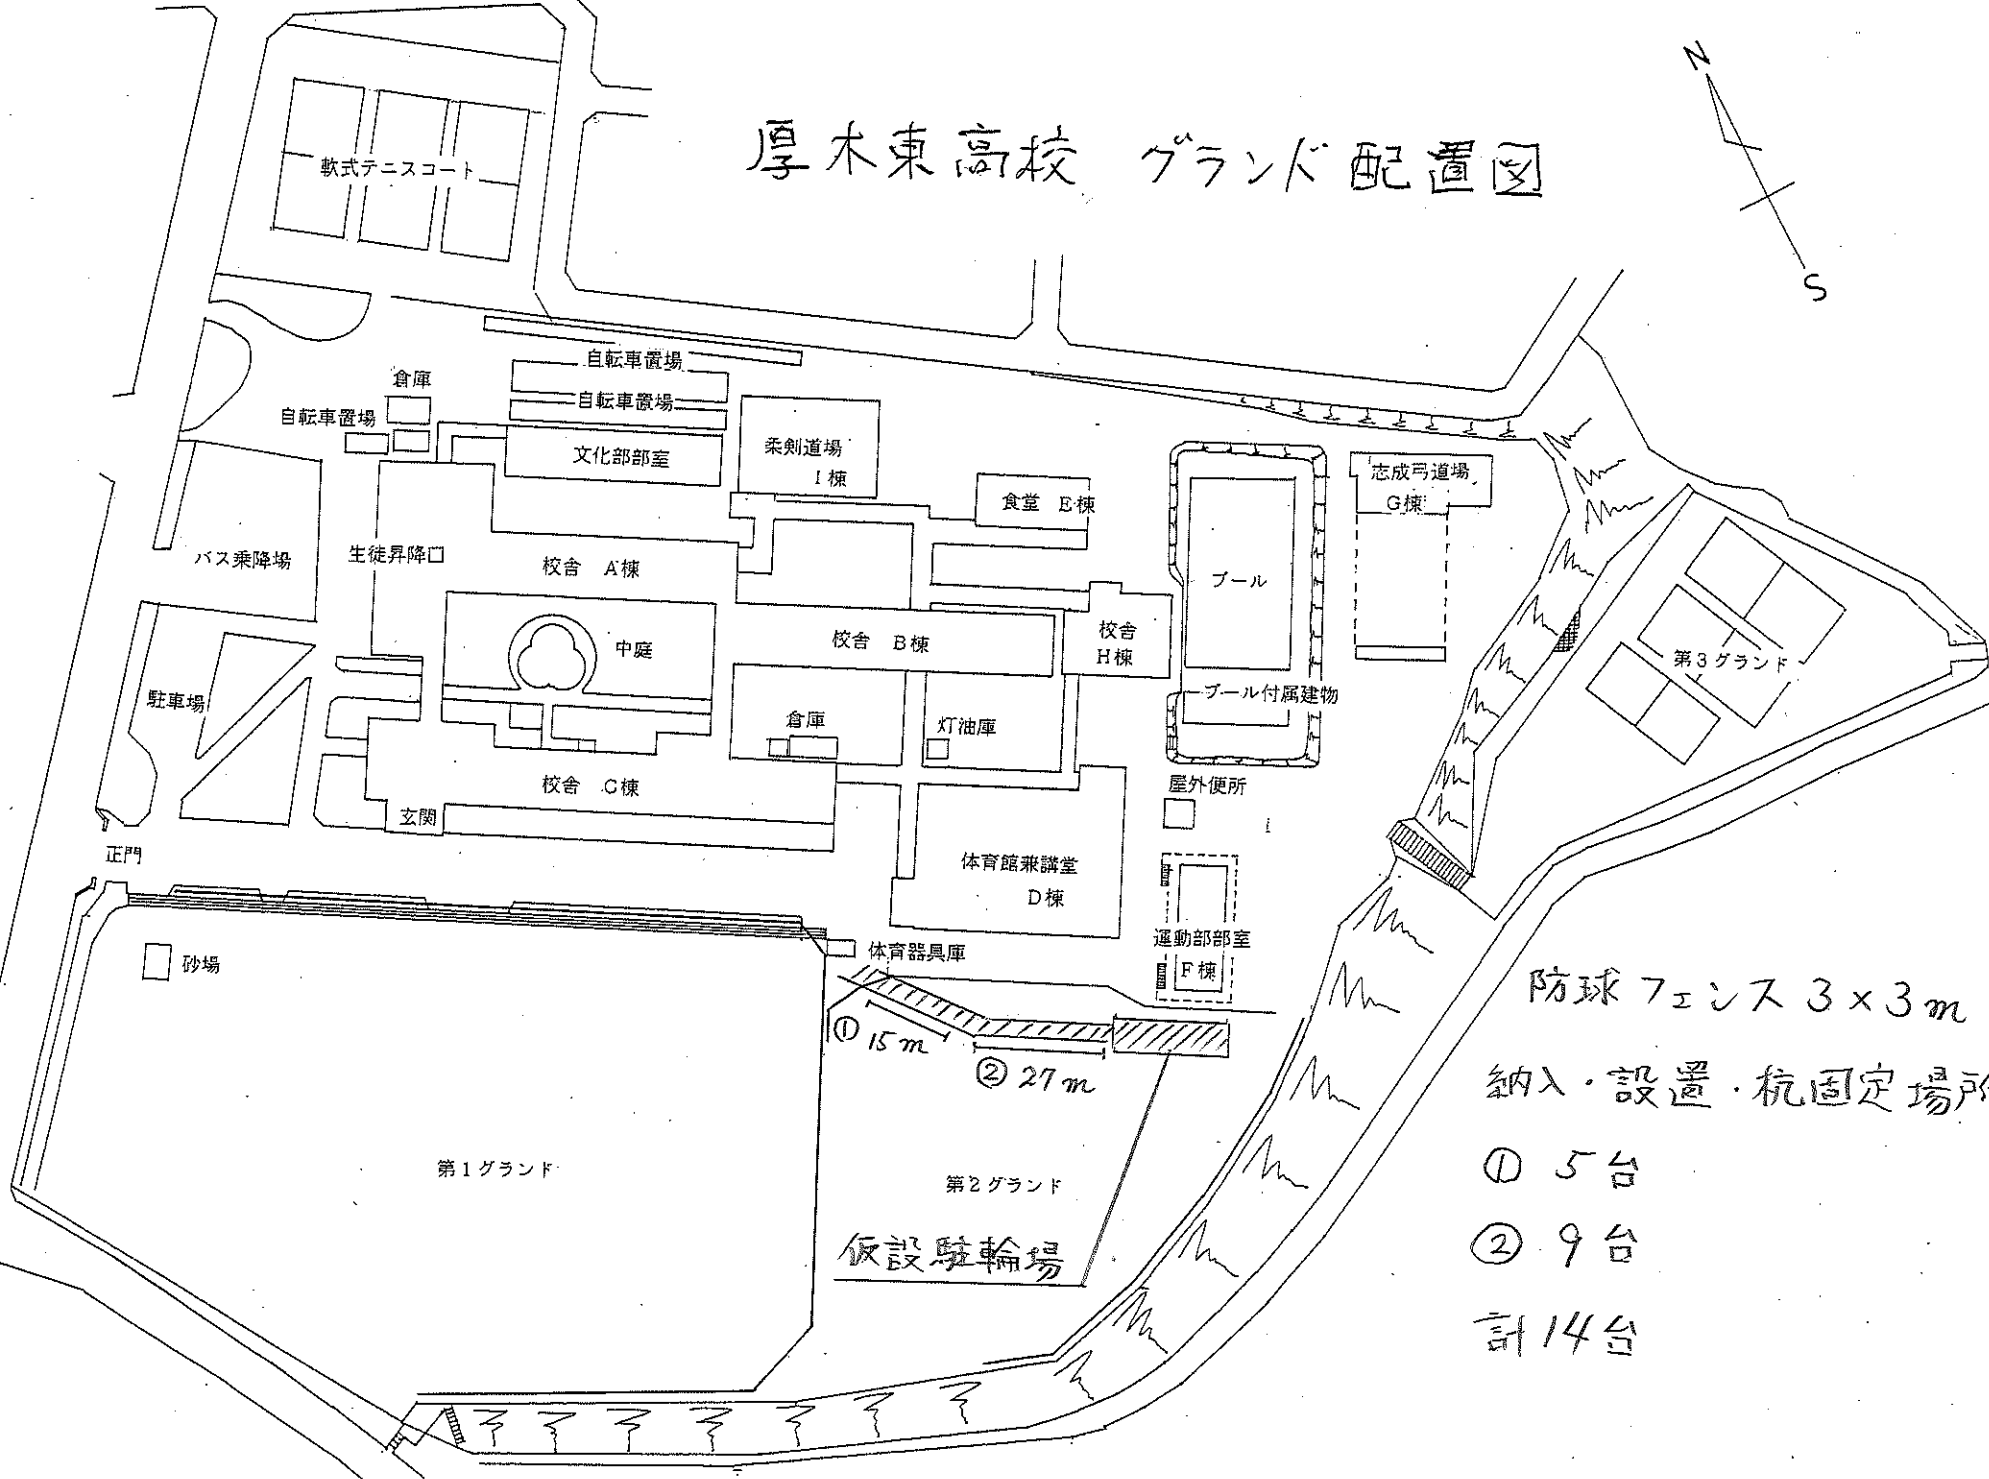 厚木東高校 グランド配置図
N
S
軟式テニスコート
自転車置場
倉庫
自転車置場
自転車置場
文化部部室
柔剣道場
I棟
食堂 E棟
志成弓道場
G棟
バス乗降場
生徒昇降口
校舎 A棟
プール
中庭
校舎 B棟
校舎
H棟
第3グランド
駐車場
プール付属建物
倉庫
灯油庫
校舎 C棟
屋外便所
玄関
正門
体育館兼講堂
D棟
運動部部室
F棟
体育器具庫
砂場
① 15m
② 27m
防球フェンス 3×3m
納入・設置・杭固定場所
① 5台
② 9台
計14台
第1グランド
第2グランド
仮設駐輪場